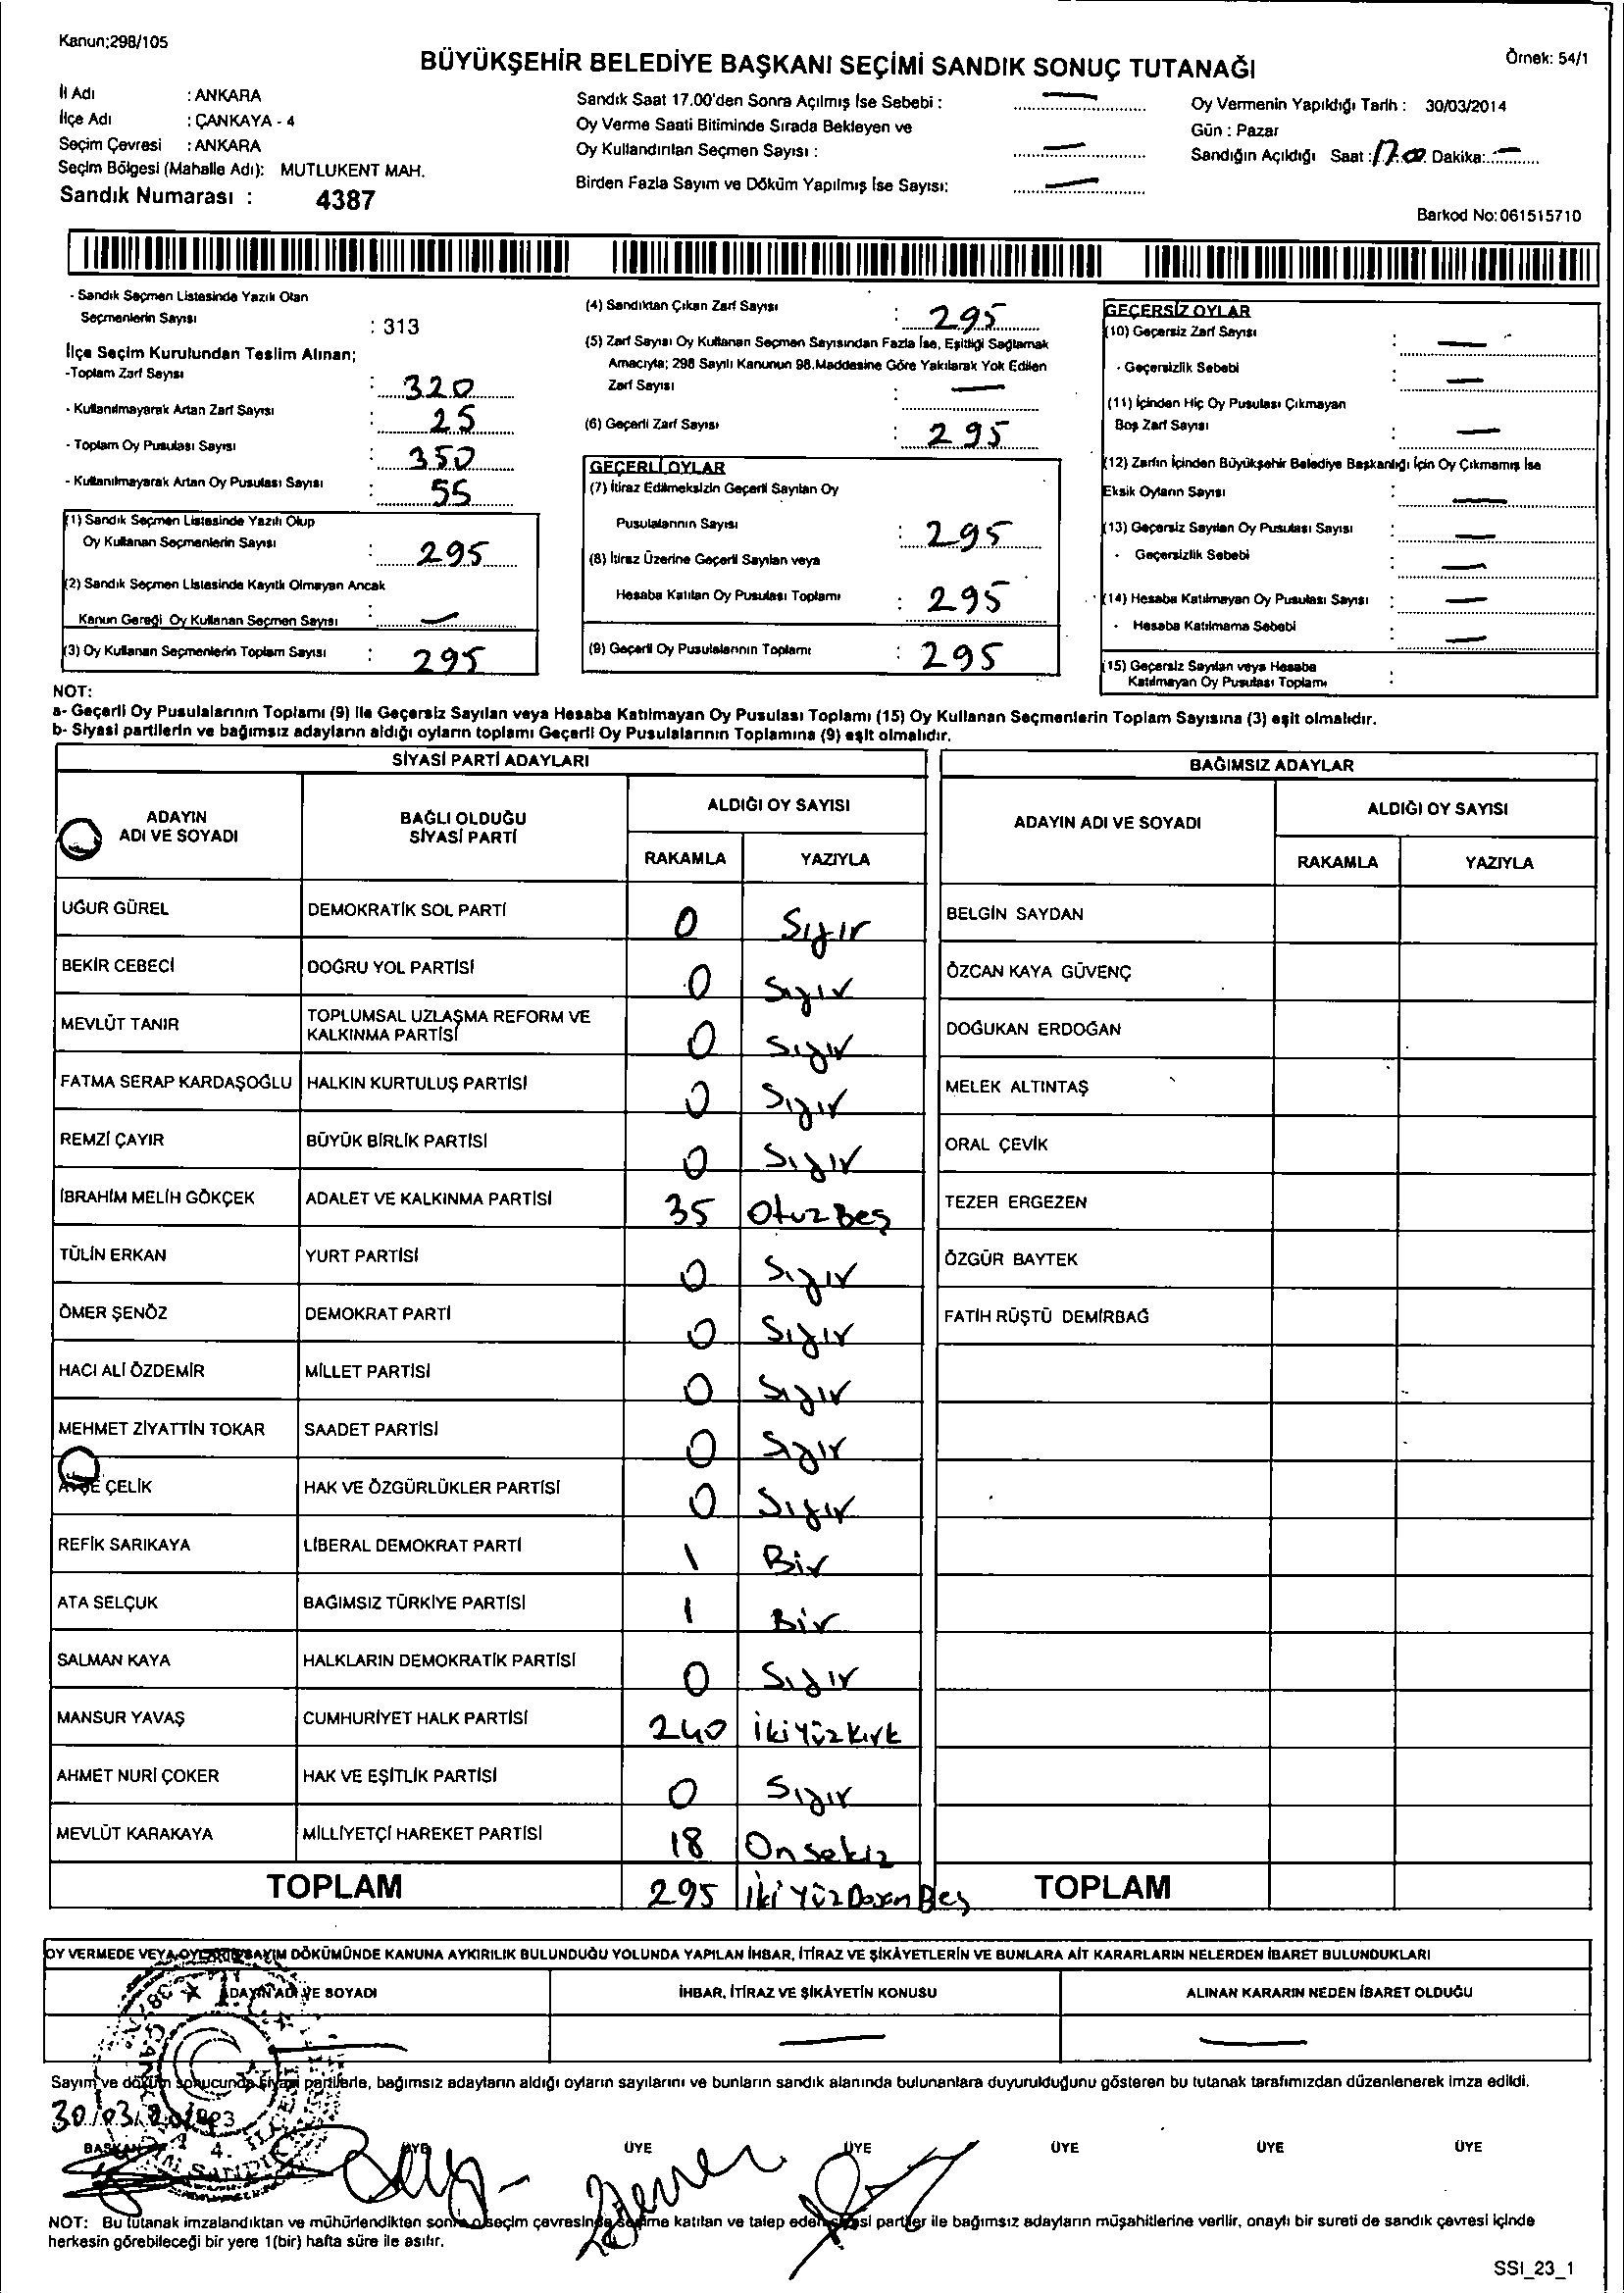 Kanun;298/105
BÜYÜKŞEHİR BELEDİYE BAŞKANI SEÇİMİ SANDIK SONUÇ TUTANAĞI
Örnek: 54/1
İl Adı : ANKARA
İlçe Adı : ÇANKAYA - 4
Seçim Çevresi : ANKARA
Seçim Bölgesi (Mahalle Adı): MUTLUKENT MAH.
Sandık Numarası : 4387
Sandık Saat 17.00'den Sonra Açılmış İse Sebebi : —
Oy Verme Saati Bitiminde Sırada Bekleyen ve
Oy Kullandırılan Seçmen Sayısı : —
Birden Fazla Sayım ve Döküm Yapılmış İse Sayısı: —
Oy Vermenin Yapıldığı Tarih : 30/03/2014
Gün : Pazar
Sandığın Açıldığı Saat : 17.00 Dakika: —
Barkod No: 061515710
- Sandık Seçmen Listesinde Yazılı Olan
Seçmenlerin Sayısı : 313
İlçe Seçim Kurulundan Teslim Alınan;
-Toplam Zarf Sayısı : 320
- Kullanılmayarak Artan Zarf Sayısı : 25
- Toplam Oy Pusulası Sayısı : 350
- Kullanılmayarak Artan Oy Pusulası Sayısı : 55
(1) Sandık Seçmen Listesinde Yazılı Olup
Oy Kullanan Seçmenlerin Sayısı : 295
(2) Sandık Seçmen Listesinde Kayıtlı Olmayan Ancak
Kanun Gereği Oy Kullanan Seçmen Sayısı : —
(3) Oy Kullanan Seçmenlerin Toplam Sayısı : 295
(4) Sandıktan Çıkan Zarf Sayısı : 295
(5) Zarf Sayısı Oy Kullanan Seçmen Sayısından Fazla İse, Eşitliği Sağlamak
Amacıyla; 298 Sayılı Kanunun 98.Maddesine Göre Yakılarak Yok Edilen
Zarf Sayısı : —
(6) Geçerli Zarf Sayısı : 295
GEÇERLİ OYLAR
(7) İtiraz Edilmeksizin Geçerli Sayılan Oy
Pusulalarının Sayısı : 295
(8) İtiraz Üzerine Geçerli Sayılan veya
Hesaba Katılan Oy Pusulası Toplamı : 295
(9) Geçerli Oy Pusulalarının Toplamı : 295
GEÇERSİZ OYLAR
(10) Geçersiz Zarf Sayısı : —
- Geçersizlik Sebebi : —
(11) İçinden Hiç Oy Pusulası Çıkmayan
Boş Zarf Sayısı : —
(12) Zarfın İçinden Büyükşehir Belediye Başkanlığı İçin Oy Çıkmamış İse
Eksik Oyların Sayısı : —
(13) Geçersiz Sayılan Oy Pusulası Sayısı : —
- Geçersizlik Sebebi : —
(14) Hesaba Katılmayan Oy Pusulası Sayısı : —
- Hesaba Katılmama Sebebi : —
(15) Geçersiz Sayılan veya Hesaba
Katılmayan Oy Pusulası Toplamı :
NOT:
a- Geçerli Oy Pusulalarının Toplamı (9) ile Geçersiz Sayılan veya Hesaba Katılmayan Oy Pusulası Toplamı (15) Oy Kullanan Seçmenlerin Toplam Sayısına (3) eşit olmalıdır.
b- Siyasi partilerin ve bağımsız adayların aldığı oyların toplamı Geçerli Oy Pusulalarının Toplamına (9) eşit olmalıdır.
SİYASİ PARTİ ADAYLARI
ADAYIN ADI VE SOYADI BAĞLI OLDUĞU SİYASİ PARTİ ALDIĞI OY SAYISI
RAKAMLA YAZIYLA
UĞUR GÜREL DEMOKRATİK SOL PARTİ 0 Sıfır
BEKİR CEBECİ DOĞRU YOL PARTİSİ 0 Sıfır
MEVLÜT TANIR TOPLUMSAL UZLAŞMA REFORM VE KALKINMA PARTİSİ 0 Sıfır
FATMA SERAP KARDAŞOĞLU HALKIN KURTULUŞ PARTİSİ 0 Sıfır
REMZİ ÇAYIR BÜYÜK BİRLİK PARTİSİ 0 Sıfır
İBRAHİM MELİH GÖKÇEK ADALET VE KALKINMA PARTİSİ 35 OtuzBeş
TÜLİN ERKAN YURT PARTİSİ 0 Sıfır
ÖMER ŞENÖZ DEMOKRAT PARTİ 0 Sıfır
HACI ALİ ÖZDEMİR MİLLET PARTİSİ 0 Sıfır
MEHMET ZİYATTİN TOKAR SAADET PARTİSİ 0 Sıfır
AYŞE ÇELİK HAK VE ÖZGÜRLÜKLER PARTİSİ 0 Sıfır
REFİK SARIKAYA LİBERAL DEMOKRAT PARTİ 1 Bir
ATA SELÇUK BAĞIMSIZ TÜRKİYE PARTİSİ 1 Bir
SALMAN KAYA HALKLARIN DEMOKRATİK PARTİSİ 0 Sıfır
MANSUR YAVAŞ CUMHURİYET HALK PARTİSİ 240 İkiYüzKırk
AHMET NURİ ÇOKER HAK VE EŞİTLİK PARTİSİ 0 Sıfır
MEVLÜT KARAKAYA MİLLİYETÇİ HAREKET PARTİSİ 18 Onsekiz
TOPLAM 295 İkiYüzDoxanBeş
BAĞIMSIZ ADAYLAR
ADAYIN ADI VE SOYADI ALDIĞI OY SAYISI
RAKAMLA YAZIYLA
BELGİN SAYDAN
ÖZCAN KAYA GÜVENÇ
DOĞUKAN ERDOĞAN
MELEK ALTINTAŞ
ORAL ÇEVİK
TEZER ERGEZEN
ÖZGÜR BAYTEK
FATİH RÜŞTÜ DEMİRBAĞ
TOPLAM
OY VERMEDE VEYA OYLARIN SAYIM DÖKÜMÜNDE KANUNA AYKIRILIK BULUNDUĞU YOLUNDA YAPILAN İHBAR, İTİRAZ VE ŞİKÂYETLERİN VE BUNLARA AİT KARARLARIN NELERDEN İBARET BULUNDUKLARI
ADAYIN ADI VE SOYADI İHBAR, İTİRAZ VE ŞİKÂYETİN KONUSU ALINAN KARARIN NEDEN İBARET OLDUĞU
— — —
Sayım ve döküm sonucunda siyasi partilerle, bağımsız adayların aldığı oyların sayılarını ve bunların sandık alanında bulunanlara duyurulduğunu gösteren bu tutanak tarafımızdan düzenlenerek imza edildi.
30/03/2014
BAŞKAN ÜYE ÜYE ÜYE ÜYE ÜYE ÜYE
NOT: Bu tutanak imzalandıktan ve mühürlendikten sonra o seçim çevresinde seçime katılan ve talep eden siyasi partiler ile bağımsız adayların müşahitlerine verilir, onaylı bir sureti de sandık çevresi içinde
herkesin görebileceği bir yere 1(bir) hafta süre ile asılır.
SSI_23_1